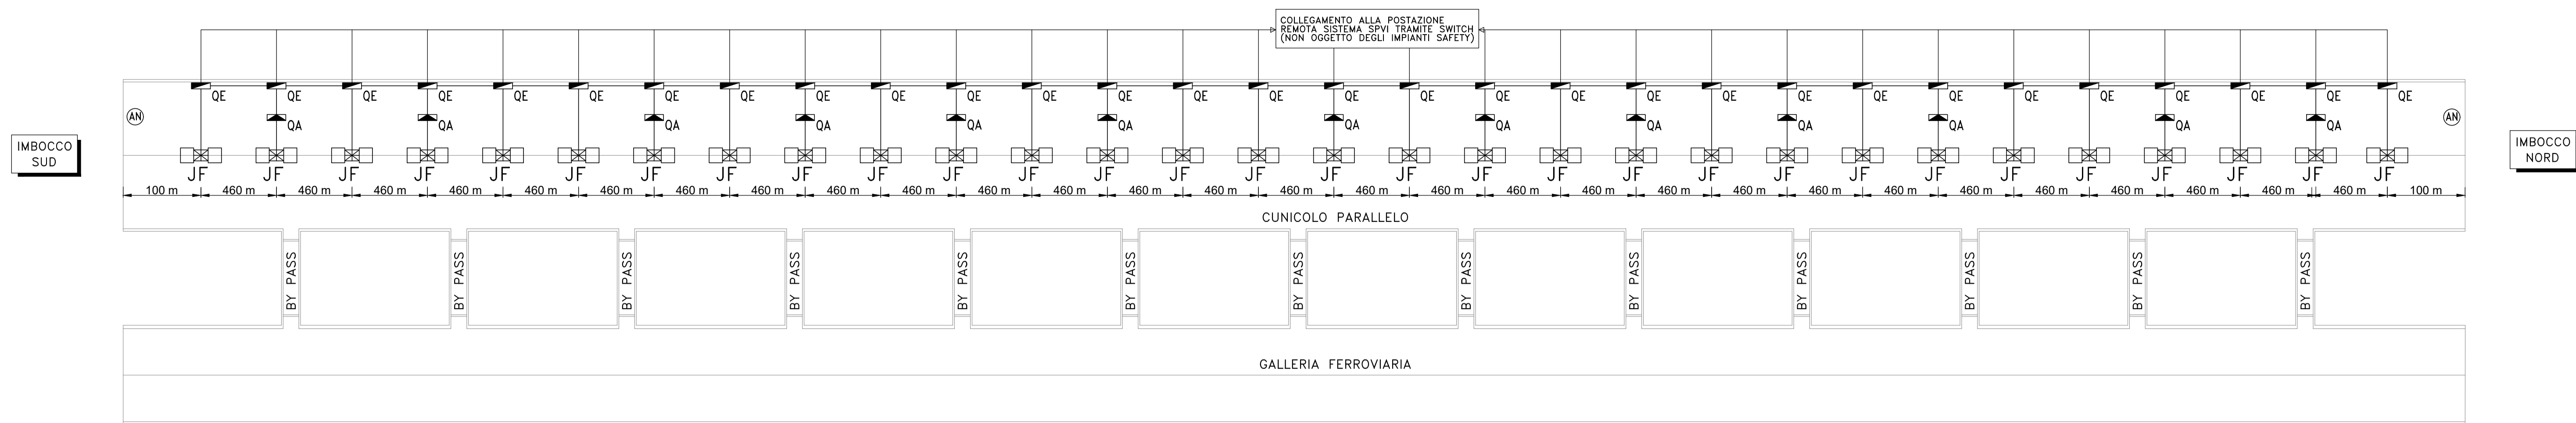 COLLEGAMENTO ALLA POSTAZIONE
REMOTA SISTEMA SPVI TRAMITE SWITCH
(NON OGGETTO DEGLI IMPIANTI SAFETY)
QE QE QE QE QE QE QE QE QE QE QE QE QE QE QE QE QE QE QE QE QE QE QE QE QE QE QE QE QE QE
AN QA QA QA QA QA QA QA QA QA QA QA QA QA AN
IMBOCCO
SUD
IMBOCCO
NORD
JF JF JF JF JF JF JF JF JF JF JF JF JF JF JF JF JF JF JF JF JF JF JF JF JF JF JF JF JF JF
100 m 460 m 460 m 460 m 460 m 460 m 460 m 460 m 460 m 460 m 460 m 460 m 460 m 460 m 460 m 460 m 460 m 460 m 460 m 460 m 460 m 460 m 460 m 460 m 460 m 460 m 460 m 460 m 460 m 460 m 100 m
CUNICOLO PARALLELO
BY PASS
BY PASS
BY PASS
BY PASS
BY PASS
BY PASS
BY PASS
BY PASS
BY PASS
BY PASS
BY PASS
BY PASS
BY PASS
GALLERIA FERROVIARIA